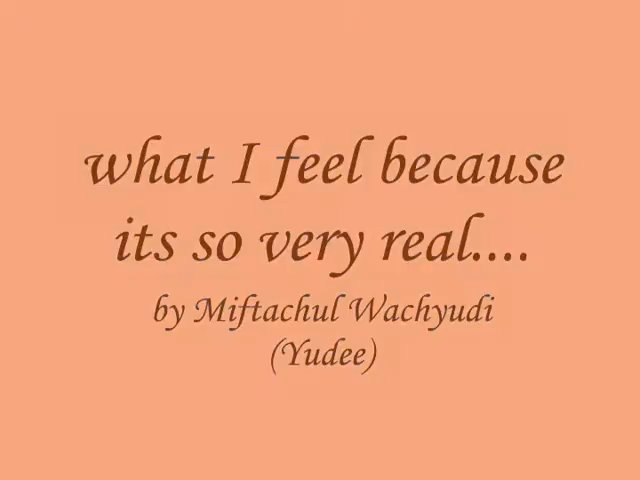 what I feel because
its so very real....
by Miftachul Wachyudi
(Yudee)